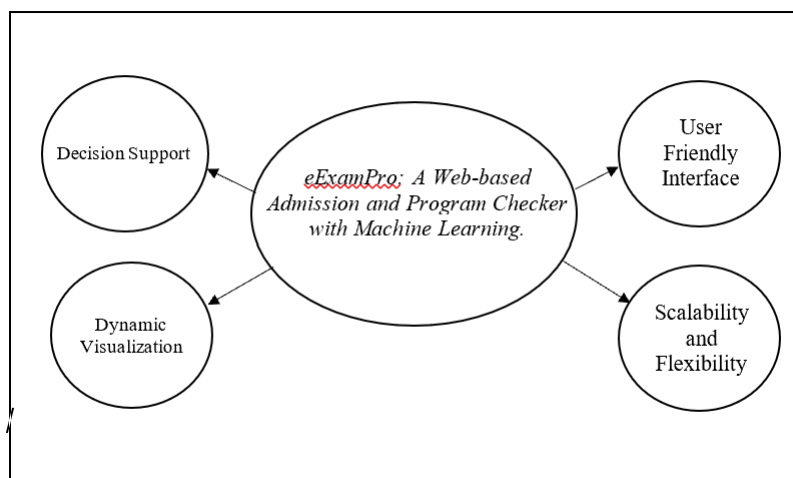 Decision Support
eExamPro; A Web-based
Admission and Program Checker
with Machine Learning.
User
Friendly
Interface
Dynamic
Visualization
Scalability
and
Flexibility